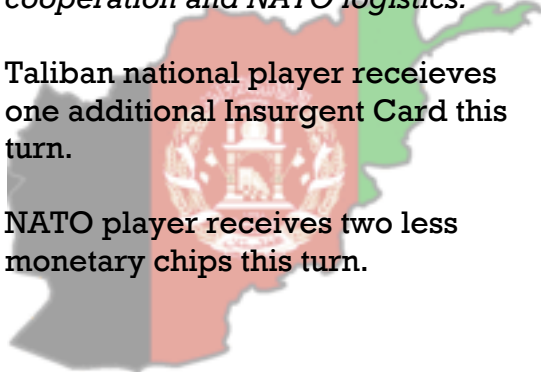 cooperation and NATO logistics.
Taliban national player receieves
one additional Insurgent Card this
turn.
NATO player receives two less
monetary chips this turn.